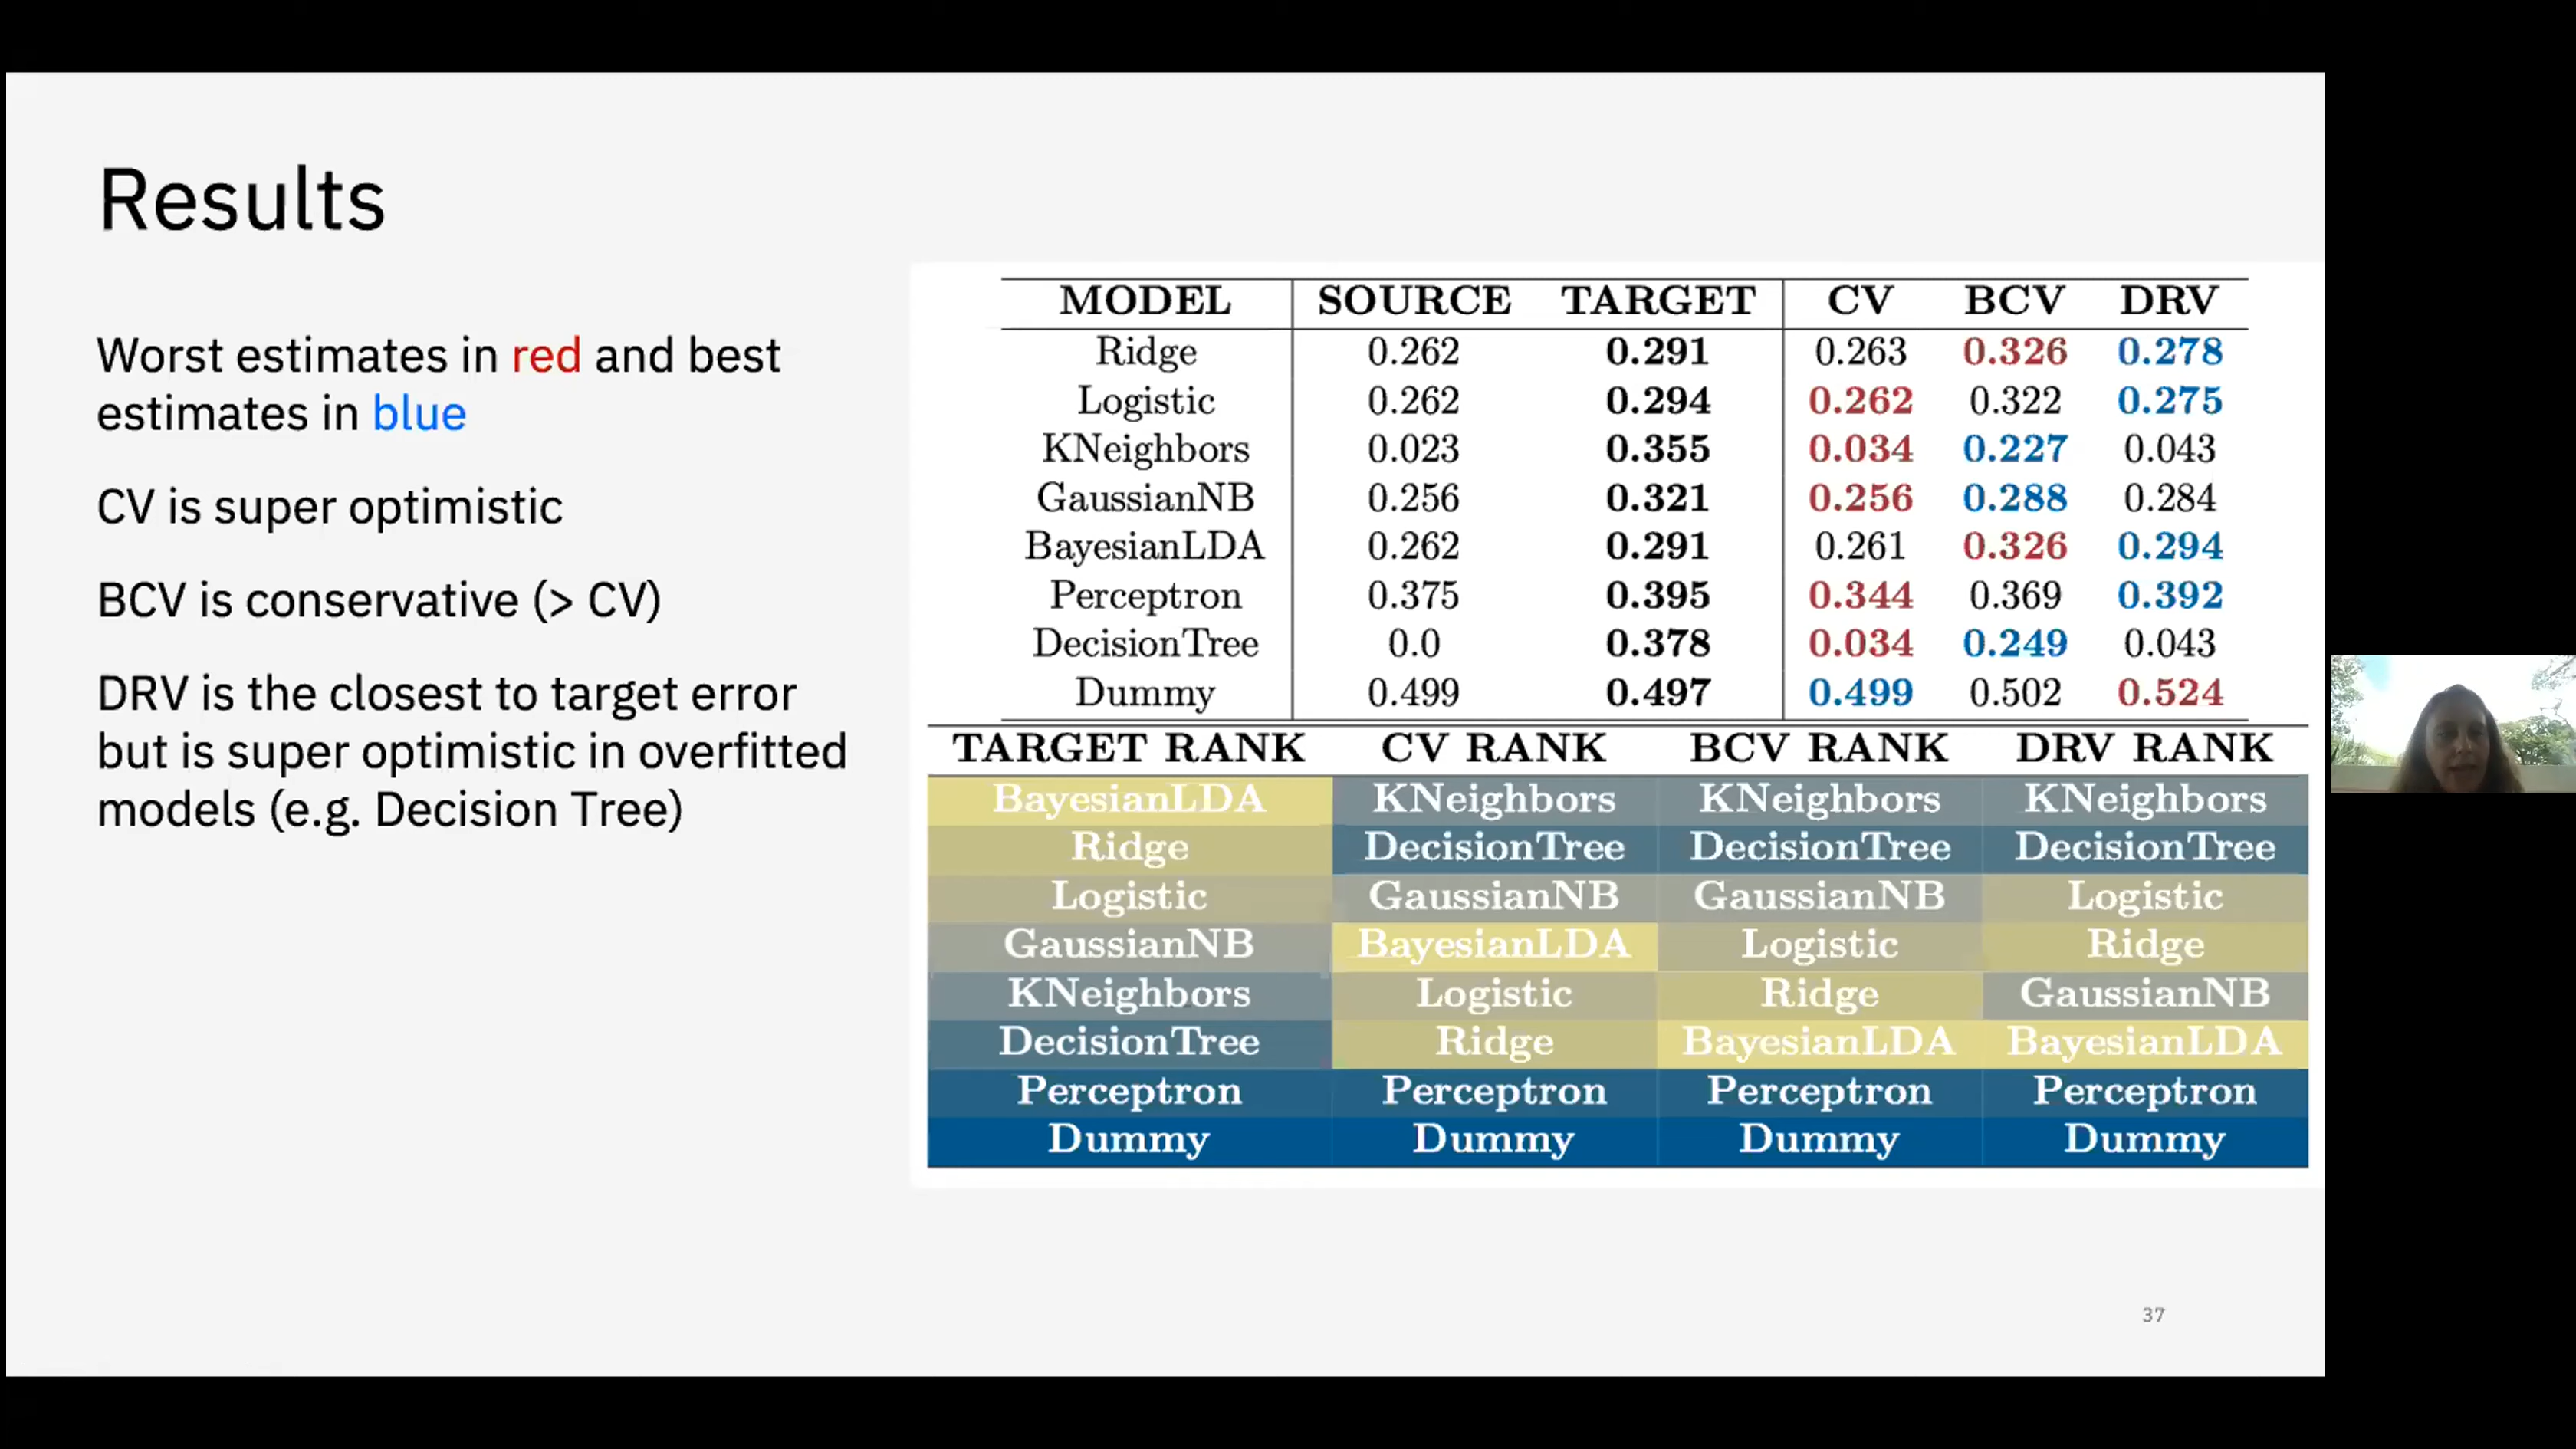 Results
Worst estimates in red and best
estimates in blue
CV is super optimistic
BCV is conservative (> CV)
DRV is the closest to target error
but is super optimistic in overfitted
models (e.g. Decision Tree)
MODEL SOURCE TARGET CV BCV DRV
Ridge 0.262 0.291 0.263 0.326 0.278
Logistic 0.262 0.294 0.262 0.322 0.275
KNeighbors 0.023 0.355 0.034 0.227 0.043
GaussianNB 0.256 0.321 0.256 0.288 0.284
BayesianLDA 0.262 0.291 0.261 0.326 0.294
Perceptron 0.375 0.395 0.344 0.369 0.392
DecisionTree 0.0 0.378 0.034 0.249 0.043
Dummy 0.499 0.497 0.499 0.502 0.524
TARGET RANK CV RANK BCV RANK DRV RANK
BayesianLDA KNeighbors KNeighbors KNeighbors
Ridge DecisionTree DecisionTree DecisionTree
Logistic GaussianNB GaussianNB Logistic
GaussianNB BayesianLDA Logistic Ridge
KNeighbors Logistic Ridge GaussianNB
DecisionTree Ridge BayesianLDA BayesianLDA
Perceptron Perceptron Perceptron Perceptron
Dummy Dummy Dummy Dummy
37